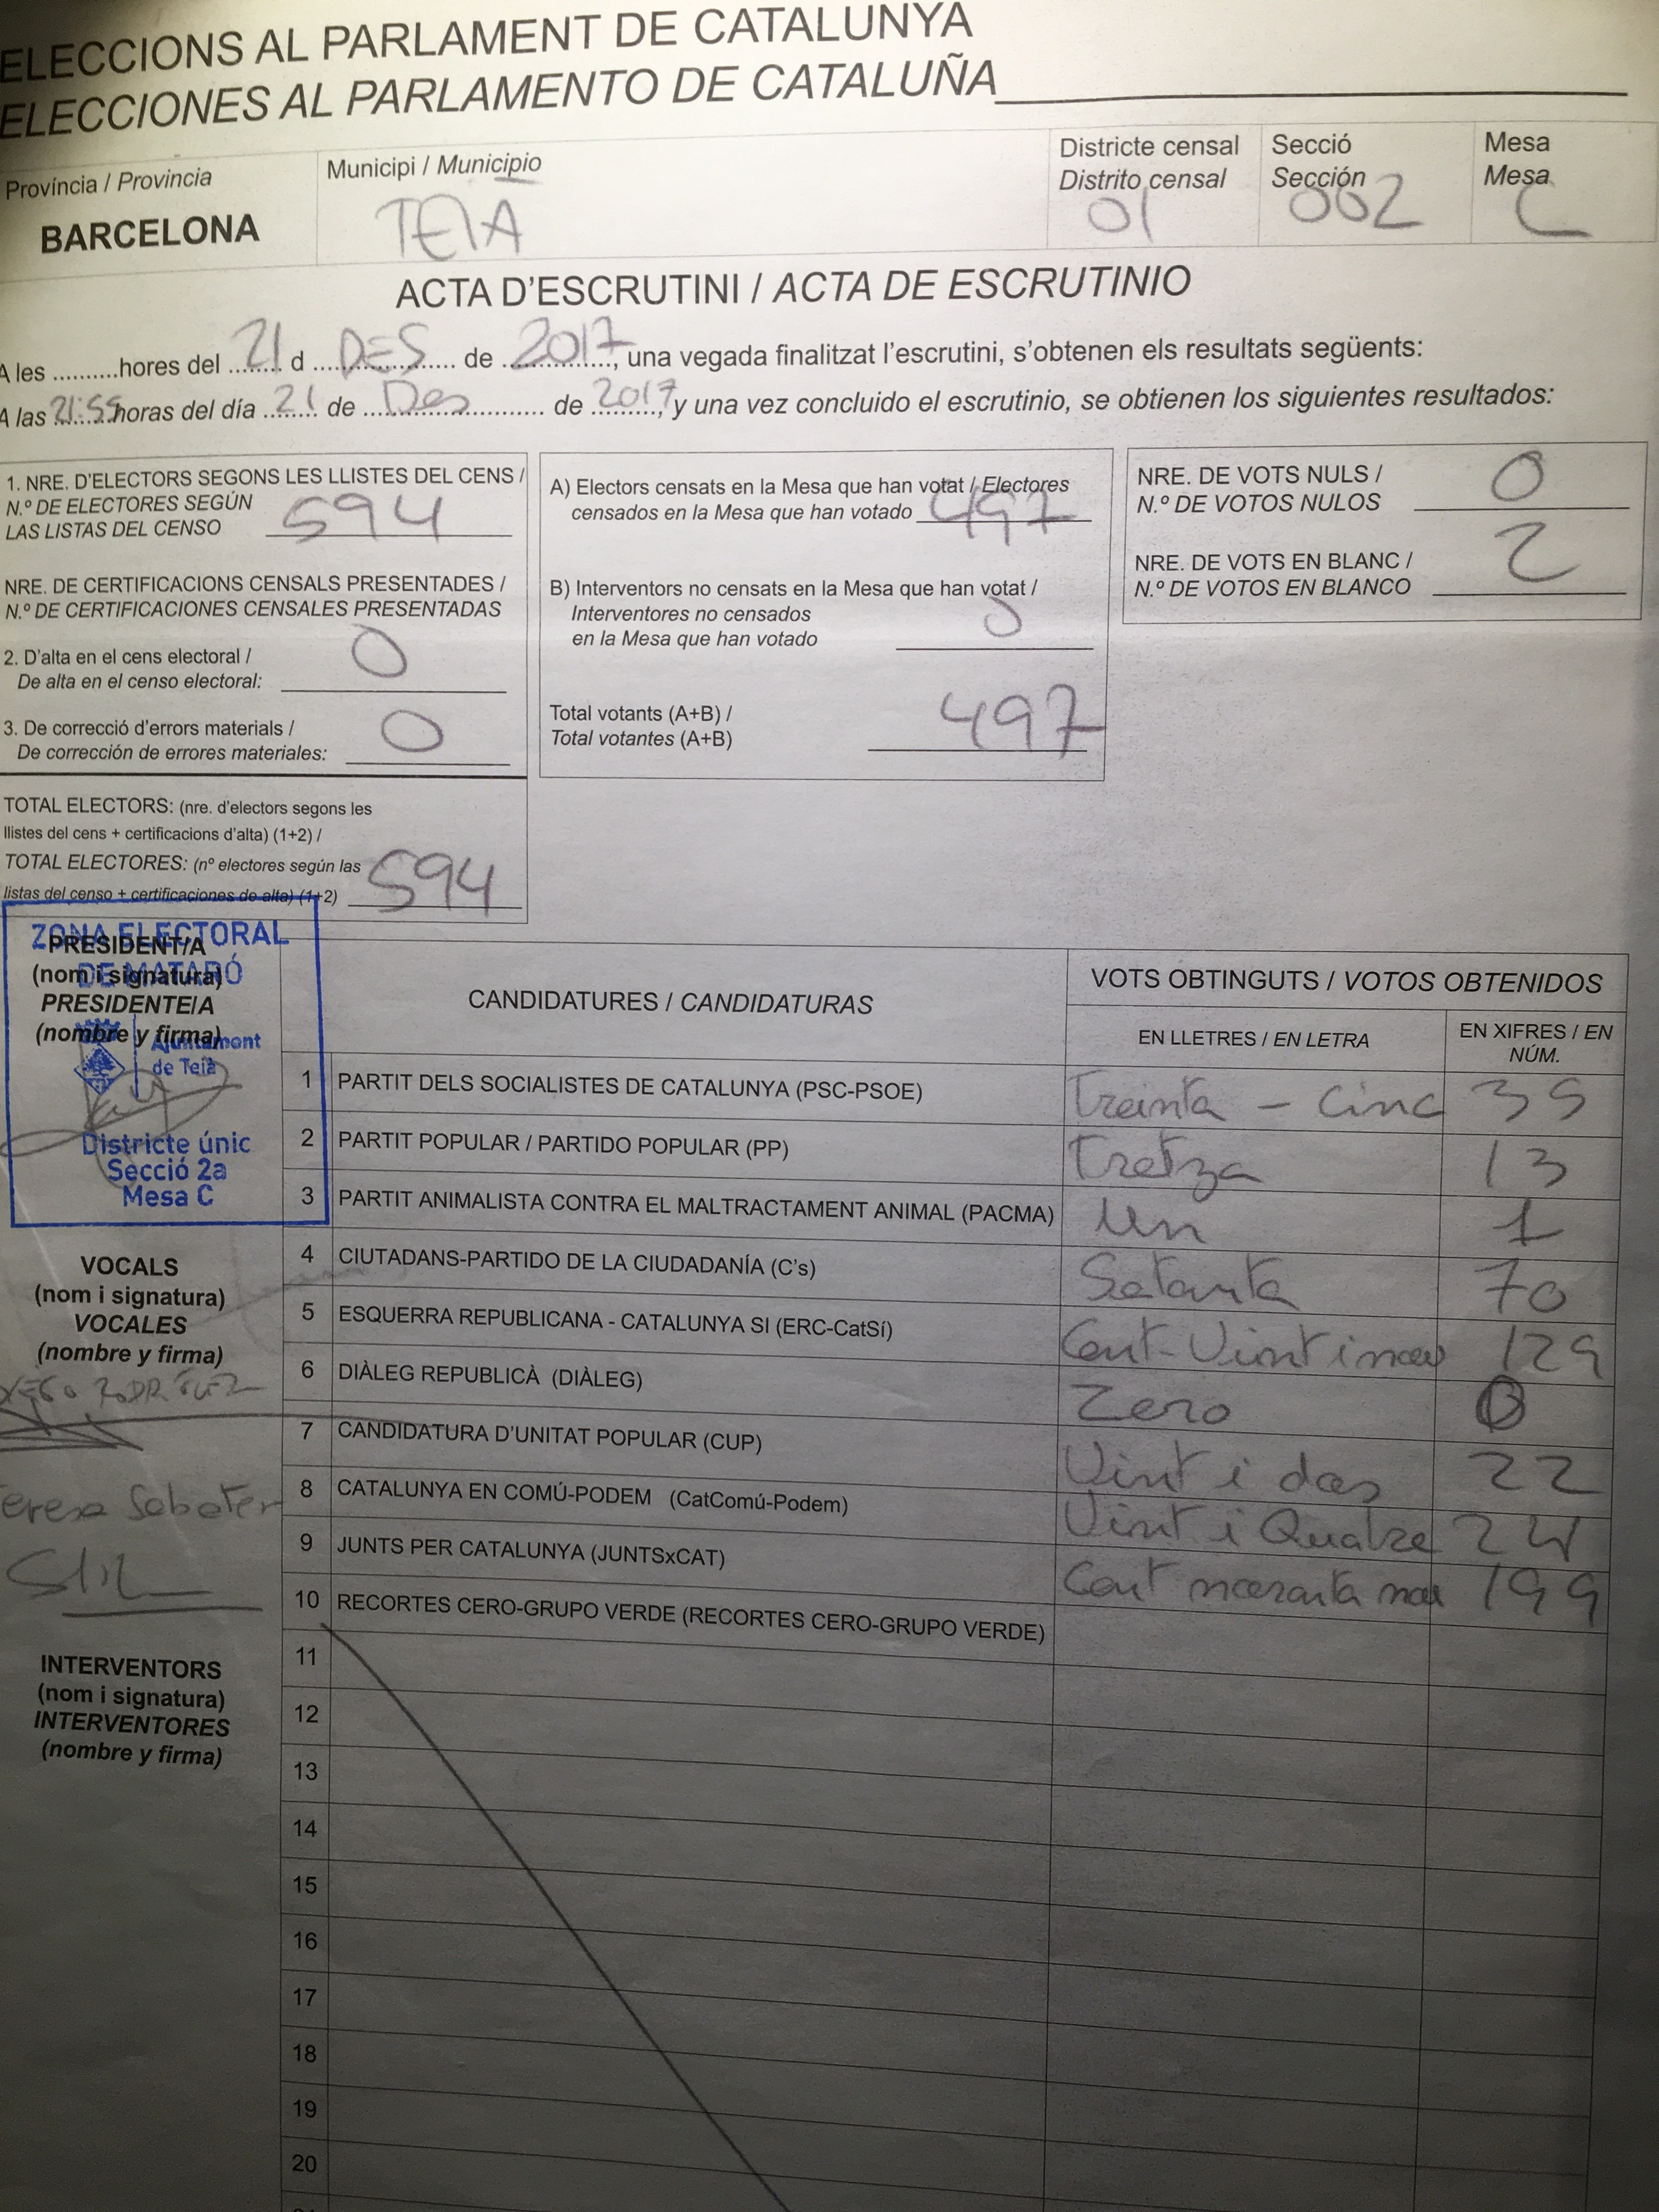 ELECCIONS AL PARLAMENT DE CATALUNYA
ELECCIONES AL PARLAMENTO DE CATALUÑA
Província / Provincia
BARCELONA
Municipi / Municipio
TEIA
Districte censal
Distrito censal
01
Secció
Sección
002
Mesa
Mesa
C
ACTA D'ESCRUTINI / ACTA DE ESCRUTINIO
A les ..........hores del 21 d DES de 2017, una vegada finalitzat l'escrutini, s'obtenen els resultats següents:
A las 21:55 horas del día 21 de Des de 2017, y una vez concluido el escrutinio, se obtienen los siguientes resultados:
1. NRE. D'ELECTORS SEGONS LES LLISTES DEL CENS /
N.º DE ELECTORES SEGÚN
LAS LISTAS DEL CENSO 594
NRE. DE CERTIFICACIONS CENSALS PRESENTADES /
N.º DE CERTIFICACIONES CENSALES PRESENTADAS
2. D'alta en el cens electoral /
De alta en el censo electoral: 0
3. De correcció d'errors materials /
De corrección de errores materiales: 0
TOTAL ELECTORS: (nre. d'electors segons les
llistes del cens + certificacions d'alta) (1+2) /
TOTAL ELECTORES: (nº electores según las
listas del censo + certificaciones de alta) (1+2) 594
A) Electors censats en la Mesa que han votat / Electores
censados en la Mesa que han votado 497
B) Interventors no censats en la Mesa que han votat /
Interventores no censados
en la Mesa que han votado 0
Total votants (A+B) /
Total votantes (A+B) 497
NRE. DE VOTS NULS /
N.º DE VOTOS NULOS 0
NRE. DE VOTS EN BLANC /
N.º DE VOTOS EN BLANCO 2
ZONA ELECTORAL
DE MATARÓ
Ajuntament
de Teià
Districte únic
Secció 2a
Mesa C
PRESIDENT/A
(nom i signatura)
PRESIDENTE/A
(nombre y firma)
VOCALS
(nom i signatura)
VOCALES
(nombre y firma)
RODRÍGUEZ
Sabater
INTERVENTORS
(nom i signatura)
INTERVENTORES
(nombre y firma)
CANDIDATURES / CANDIDATURAS
VOTS OBTINGUTS / VOTOS OBTENIDOS
EN LLETRES / EN LETRA
EN XIFRES / EN
NÚM.
1 PARTIT DELS SOCIALISTES DE CATALUNYA (PSC-PSOE) Treinta - Cinc 35
2 PARTIT POPULAR / PARTIDO POPULAR (PP) Tretza 13
3 PARTIT ANIMALISTA CONTRA EL MALTRACTAMENT ANIMAL (PACMA) Un 1
4 CIUTADANS-PARTIDO DE LA CIUDADANÍA (C's) Setanta 70
5 ESQUERRA REPUBLICANA - CATALUNYA SI (ERC-CatSí) Cent-Vint i nou 129
6 DIÀLEG REPUBLICÀ (DIÀLEG) Zero 0
7 CANDIDATURA D'UNITAT POPULAR (CUP) Vint i dos 22
8 CATALUNYA EN COMÚ-PODEM (CatComú-Podem) Vint i Quatre 24
9 JUNTS PER CATALUNYA (JUNTSxCAT) Cent noranta nou 199
10 RECORTES CERO-GRUPO VERDE (RECORTES CERO-GRUPO VERDE)
11
12
13
14
15
16
17
18
19
20